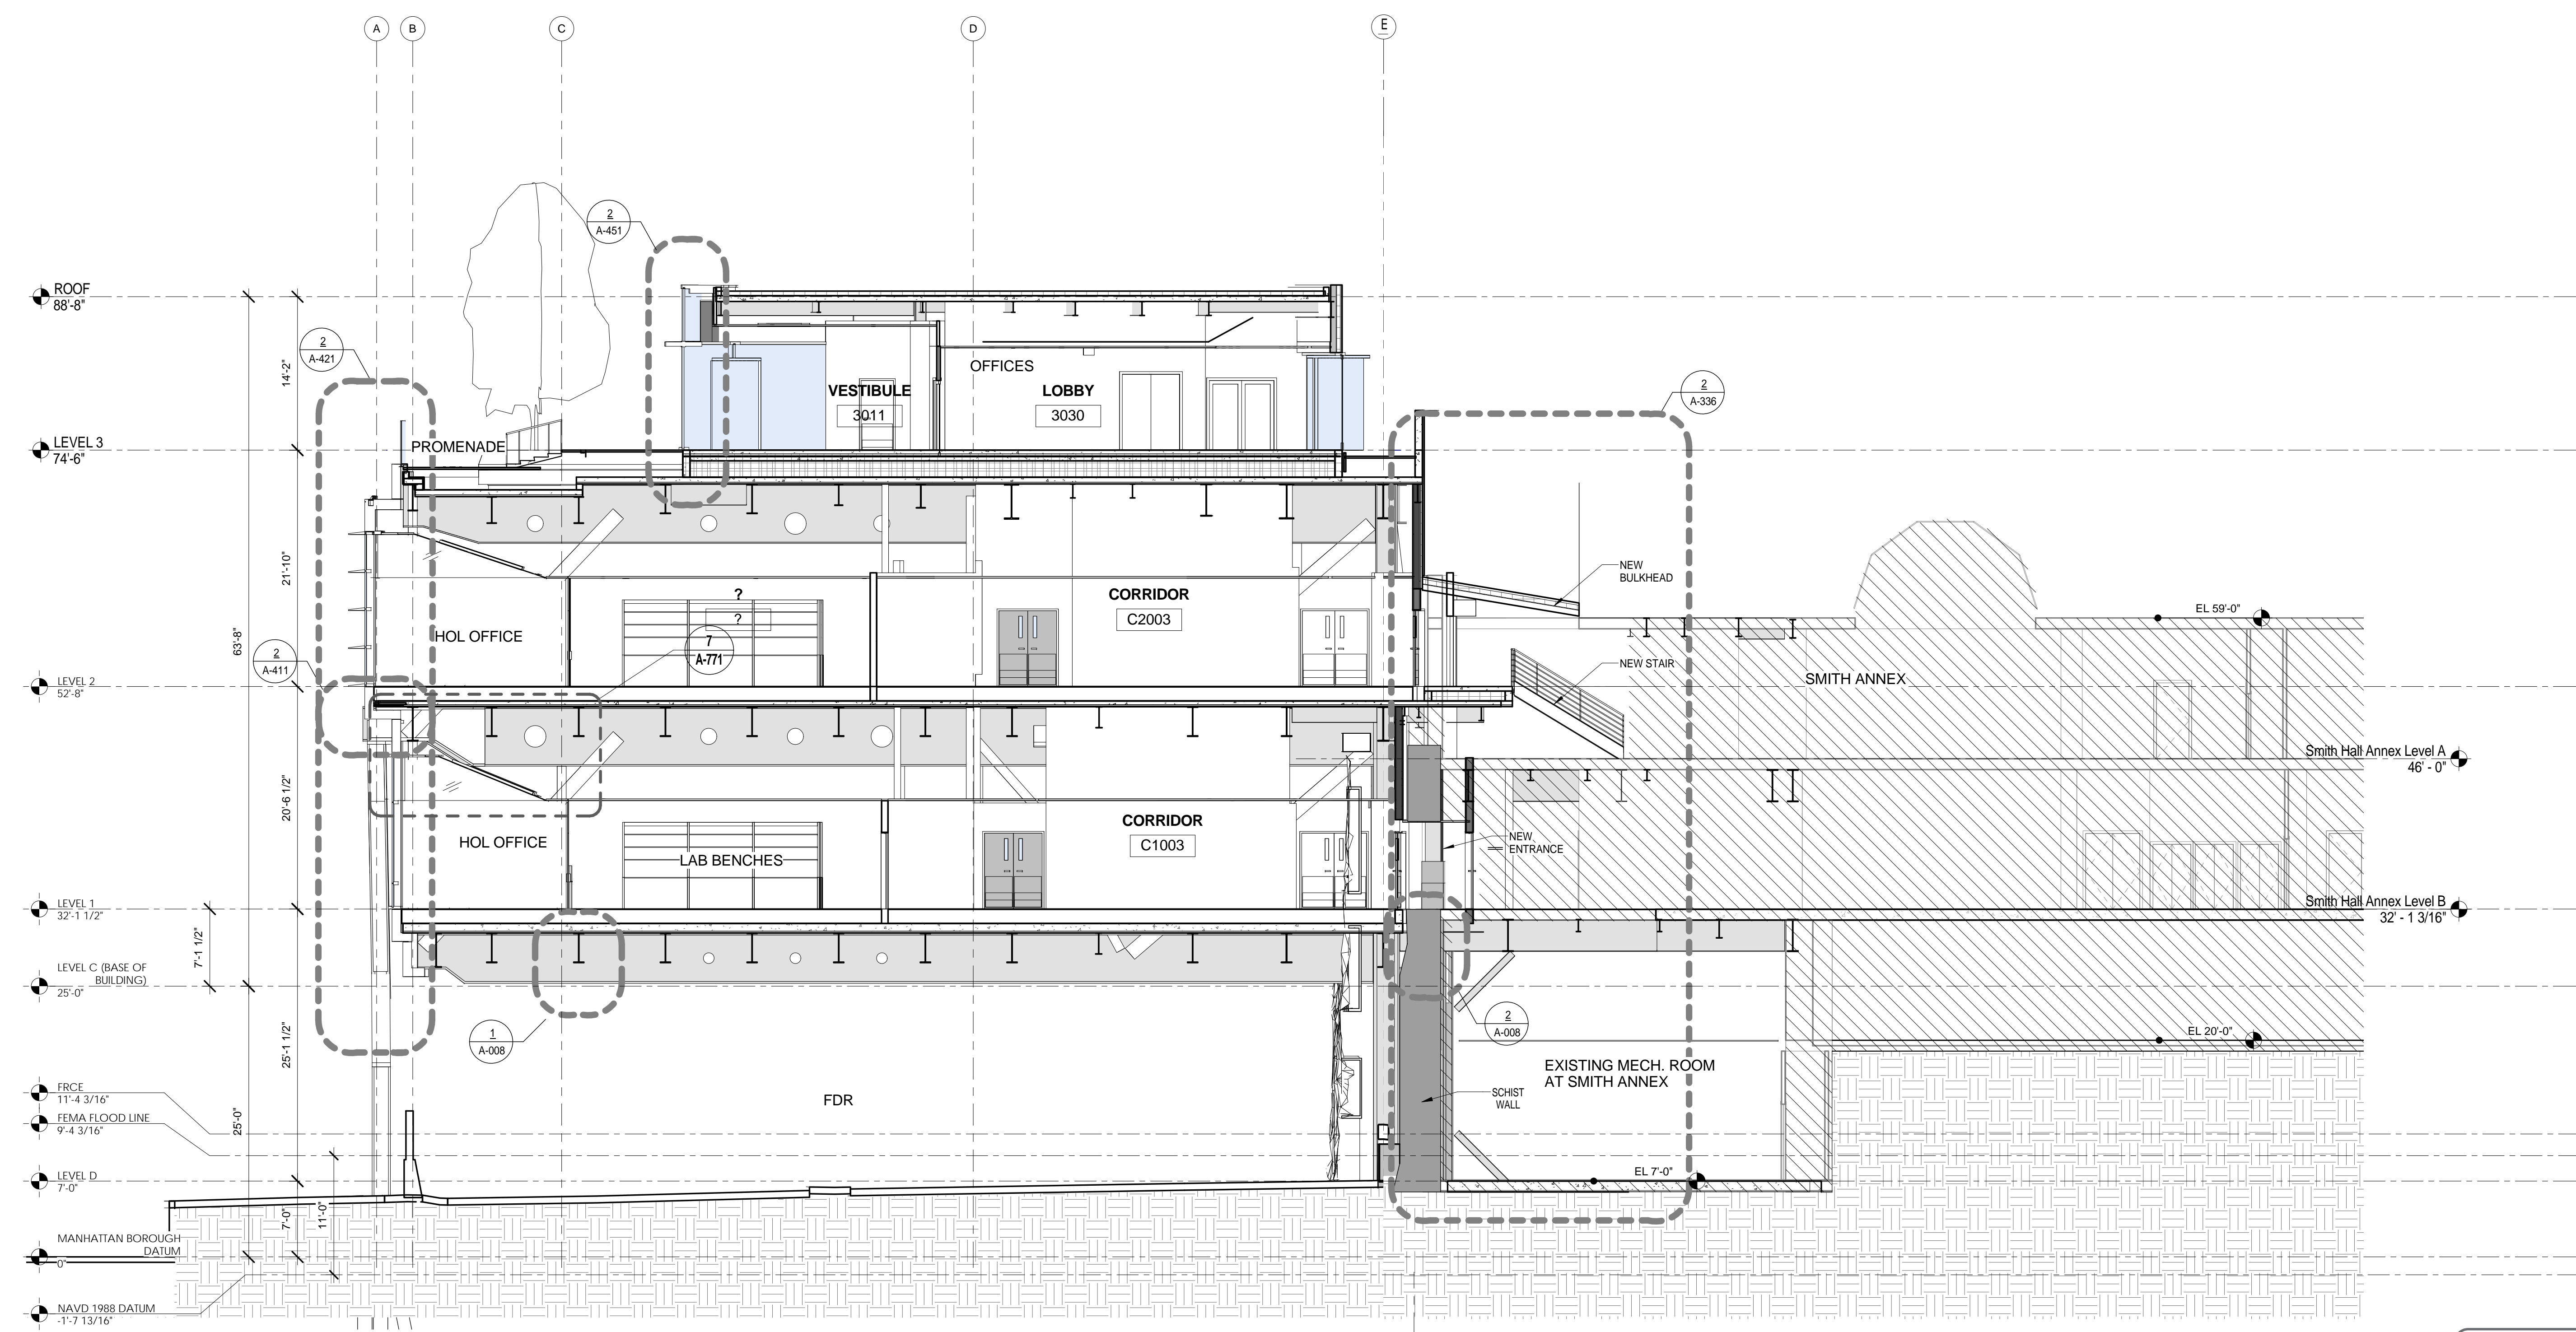 A
B
C
D
E
2
A-451
ROOF
88'-8"
2
A-421
14'-2"
OFFICES
VESTIBULE
3011
LOBBY
3030
2
A-336
LEVEL 3
74'-6"
PROMENADE
21'-10"
NEW
BULKHEAD
?
?
CORRIDOR
C2003
EL 59'-0"
HOL OFFICE
7
A-771
63'-8"
2
A-411
NEW STAIR
SMITH ANNEX
LEVEL 2
52'-8"
Smith Hall Annex Level A
46' - 0"
20'-6 1/2"
HOL OFFICE
LAB BENCHES
CORRIDOR
C1003
NEW
ENTRANCE
LEVEL 1
32'-1 1/2"
Smith Hall Annex Level B
32' - 1 3/16"
7'-1 1/2"
LEVEL C (BASE OF
BUILDING)
25'-0"
1
A-008
2
A-008
25'-1 1/2"
EL 20'-0"
EXISTING MECH. ROOM
AT SMITH ANNEX
FRCE
11'-4 3/16"
SCHIST
WALL
FDR
FEMA FLOOD LINE
9'-4 3/16"
25'-0"
LEVEL D
7'-0"
EL 7'-0"
7'-0"
11'-0"
MANHATTAN BOROUGH
DATUM
0"
NAVD 1988 DATUM
-1'-7 13/16"